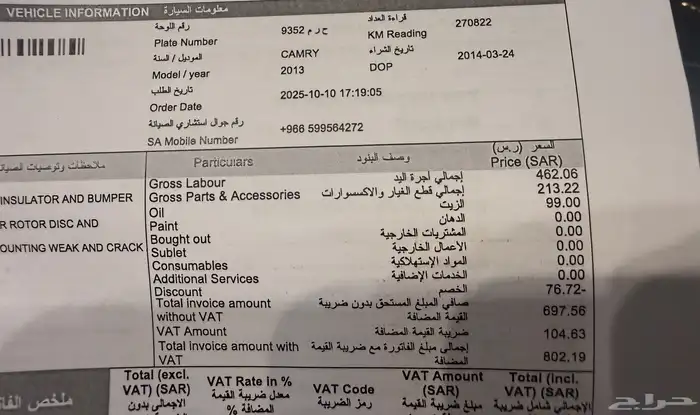 VEHICLE INFORMATION معلومات السيارة
رقم اللوحة ح ر م 9352 قراءة العداد 270822
Plate Number KM Reading
الموديل / السنة CAMRY تاريخ الشراء 2014-03-24
Model / year 2013 DOP
تاريخ الطلب 2025-10-10 17:19:05
Order Date
رقم جوال استشاري الصيانة +966 599564272
SA Mobile Number
ملاحظات وتوصيات Particulars وصف البنود السعر (ر.س)
Price (SAR)
Gross Labour إجمالي أجرة اليد 462.06
INSULATOR AND BUMPER Gross Parts & Accessories إجمالي قطع الغيار والاكسسوارات 213.22
Oil الزيت 99.00
R ROTOR DISC AND Paint الدهان 0.00
Bought out المشتريات الخارجية 0.00
OUNTING WEAK AND CRACK Sublet الأعمال الخارجية 0.00
Consumables المواد الإستهلاكية 0.00
Additional Services الخدمات الإضافية 0.00
Discount الخصم 76.72-
Total invoice amount صافي المبلغ المستحق بدون ضريبة 697.56
without VAT القيمة المضافة
VAT Amount ضريبة القيمة المضافة 104.63
Total invoice amount with إجمالي مبلغ الفاتورة مع ضريبة القيمة 802.19
VAT المضافة
ملخص Total (excl. VAT Rate in % VAT Code VAT Amount Total (incl.
VAT) (SAR) معدل ضريبة القيمة رمز الضريبة (SAR) VAT) (SAR)
الاجمالي بدون المضافة % مبلغ ضريبة القيمة الإجمالي شامل ضريبة
حراج